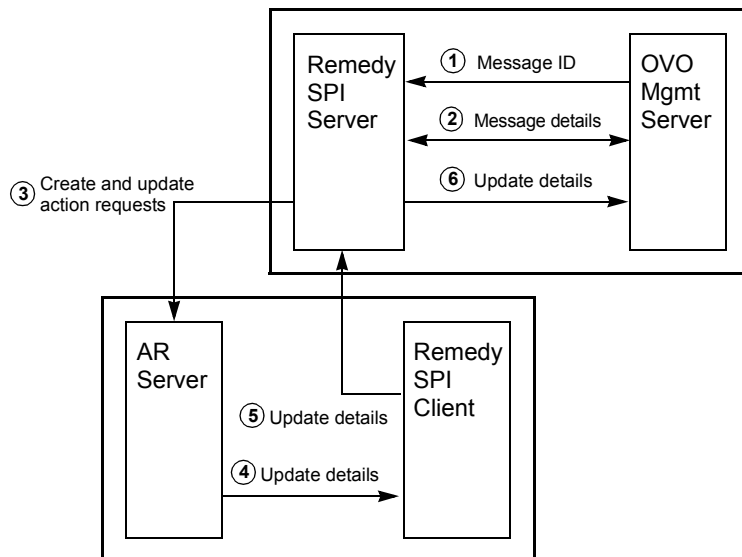 Remedy
SPI
Server
① Message ID
OVO
Mgmt
Server
② Message details
⑥ Update details
③ Create and update
action requests
AR
Server
Remedy
SPI
Client
⑤ Update details
④ Update details